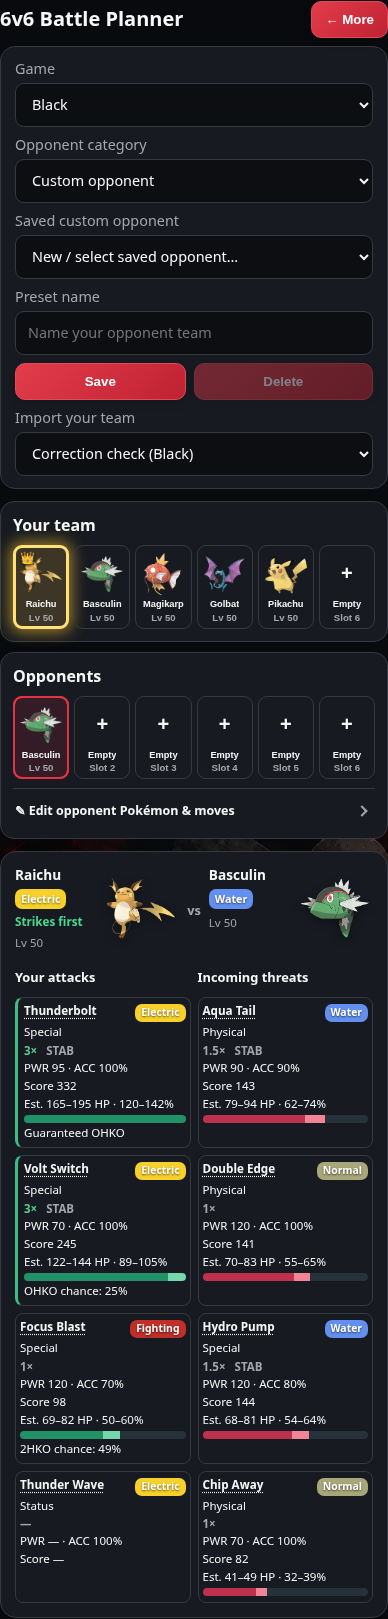 6v6 Battle Planner
← More
Game
Black
Opponent category
Custom opponent
Saved custom opponent
New / select saved opponent...
Preset name
Name your opponent team
Save Delete
Import your team
Correction check (Black)
Your team
Raichu Basculin Magikarp Golbat Pikachu Empty
Lv 50 Lv 50 Lv 50 Lv 50 Lv 50 Slot 6
Opponents
Basculin Empty Empty Empty Empty Empty
Lv 50 Slot 2 Slot 3 Slot 4 Slot 5 Slot 6
✎ Edit opponent Pokémon & moves
Raichu
Electric
Strikes first
Lv 50
vs
Basculin
Water
Lv 50
Your attacks
Incoming threats
Thunderbolt Electric
Special
3× STAB
PWR 95 · ACC 100%
Score 332
Est. 165–195 HP · 120–142%
Guaranteed OHKO
Aqua Tail Water
Physical
1.5× STAB
PWR 90 · ACC 90%
Score 143
Est. 79–94 HP · 62–74%
Volt Switch Electric
Special
3× STAB
PWR 70 · ACC 100%
Score 245
Est. 122–144 HP · 89–105%
OHKO chance: 25%
Double Edge Normal
Physical
1×
PWR 120 · ACC 100%
Score 141
Est. 70–83 HP · 55–65%
Focus Blast Fighting
Special
1×
PWR 120 · ACC 70%
Score 98
Est. 69–82 HP · 50–60%
2HKO chance: 49%
Hydro Pump Water
Special
1.5× STAB
PWR 120 · ACC 80%
Score 144
Est. 68–81 HP · 54–64%
Thunder Wave Electric
Status
—
PWR — · ACC 100%
Score —
Chip Away Normal
Physical
1×
PWR 70 · ACC 100%
Score 82
Est. 41–49 HP · 32–39%